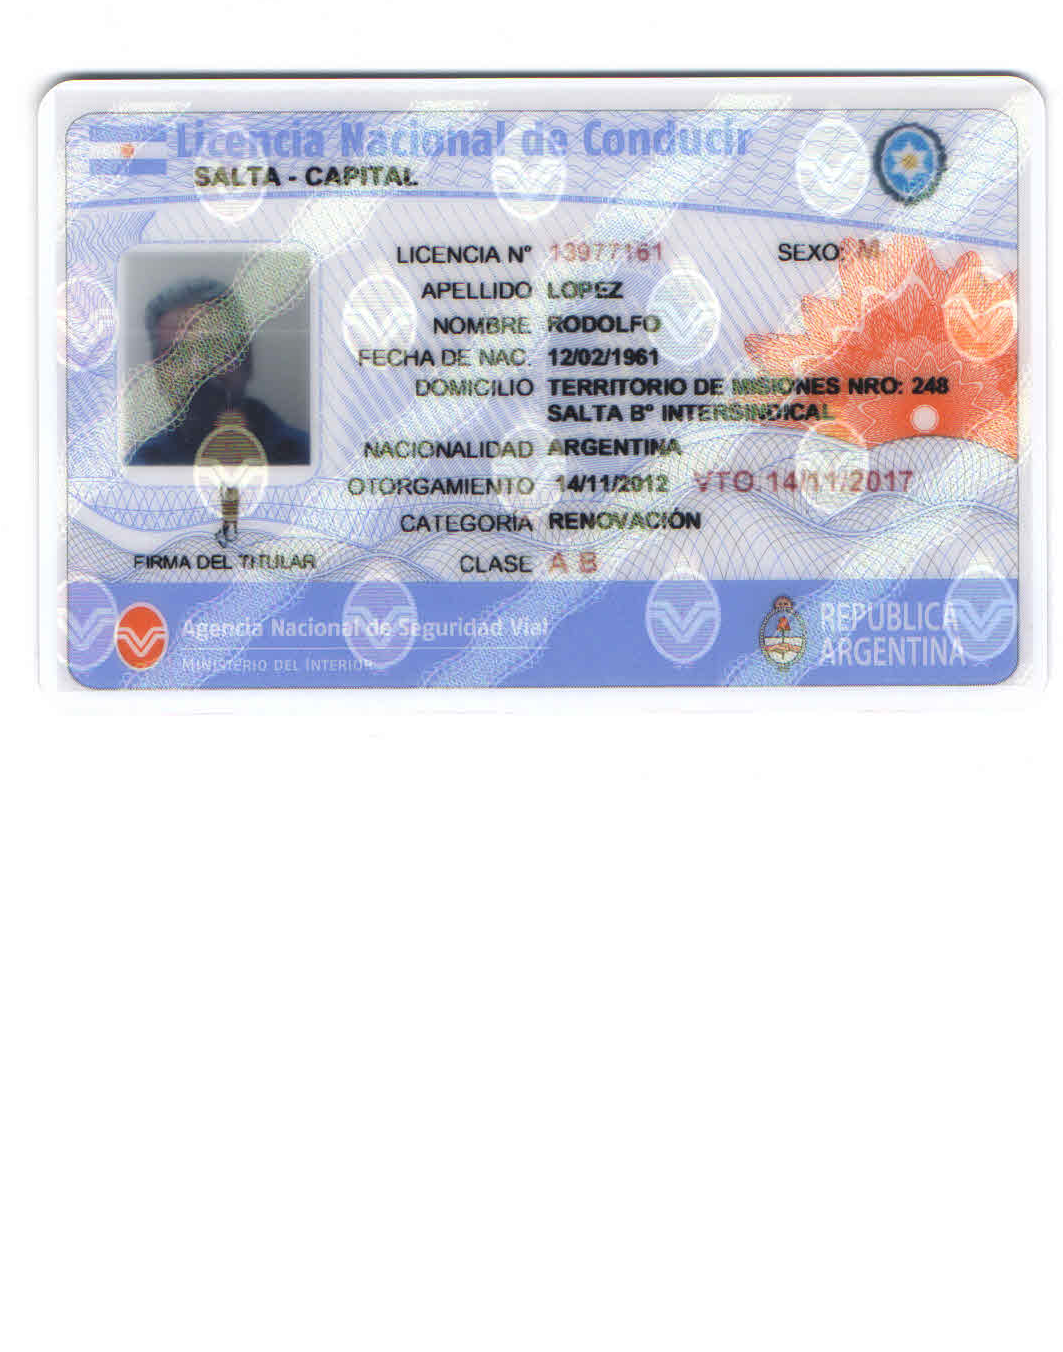 Licencia Nacional de Conducir
SALTA - CAPITAL
LICENCIA Nº 13977161 SEXO: M
APELLIDO LOPEZ
NOMBRE RODOLFO
FECHA DE NAC. 12/02/1961
DOMICILIO TERRITORIO DE MISIONES NRO: 248
SALTA Bº INTERSINDICAL
NACIONALIDAD ARGENTINA
OTORGAMIENTO 14/11/2012 VTO.14/11/2017
CATEGORÍA RENOVACIÓN
FIRMA DEL TITULAR CLASE A B
Agencia Nacional de Seguridad Vial
MINISTERIO DEL INTERIOR
REPUBLICA
ARGENTINA